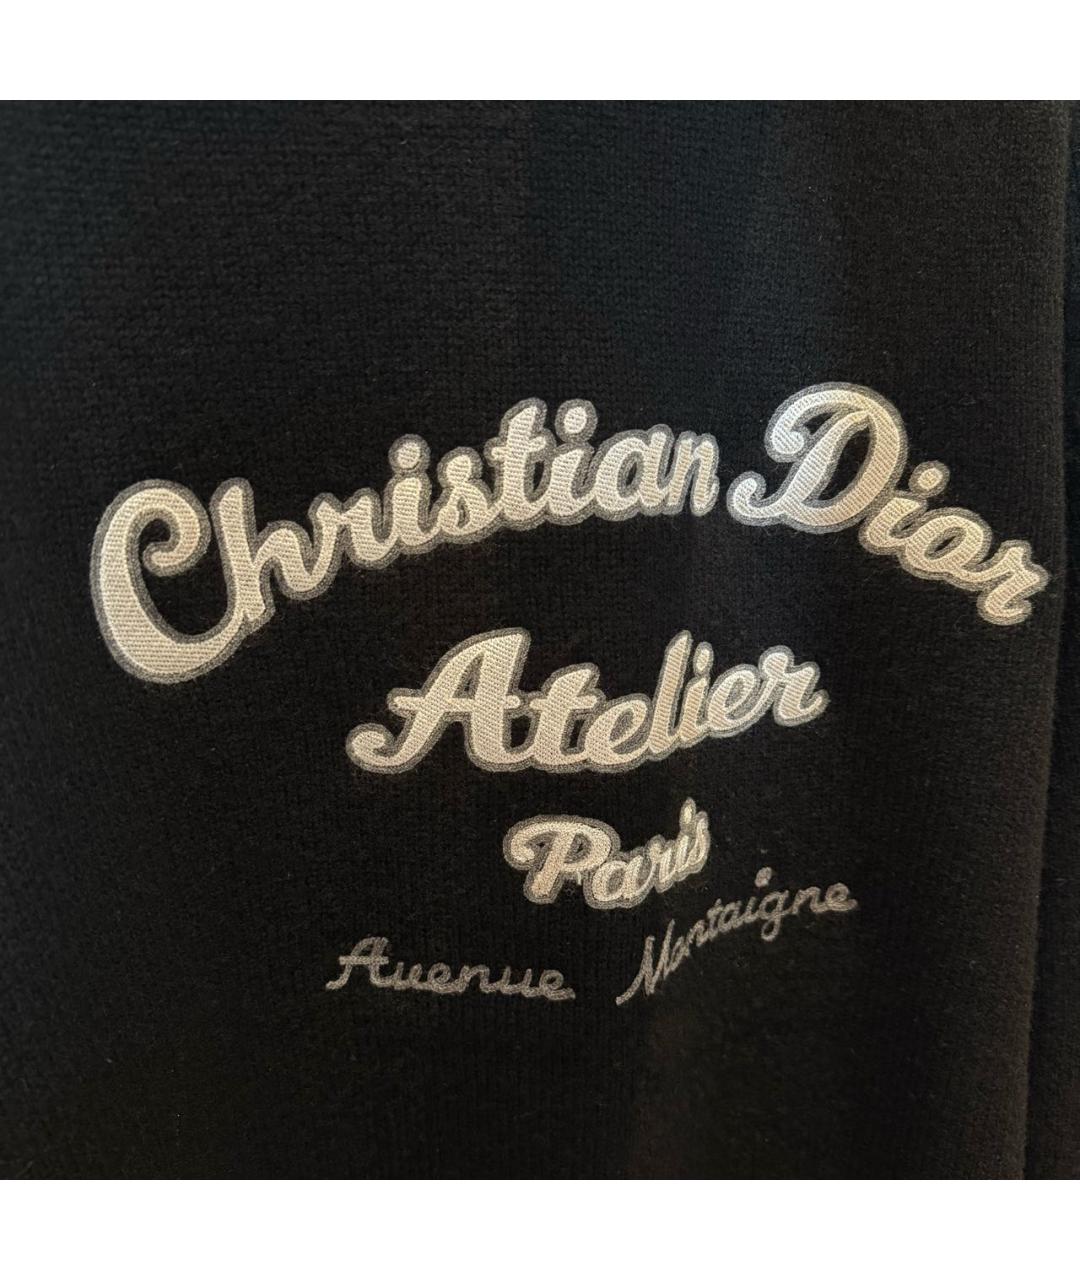 Christian Dior
Atelier
Paris
Avenue Montaigne